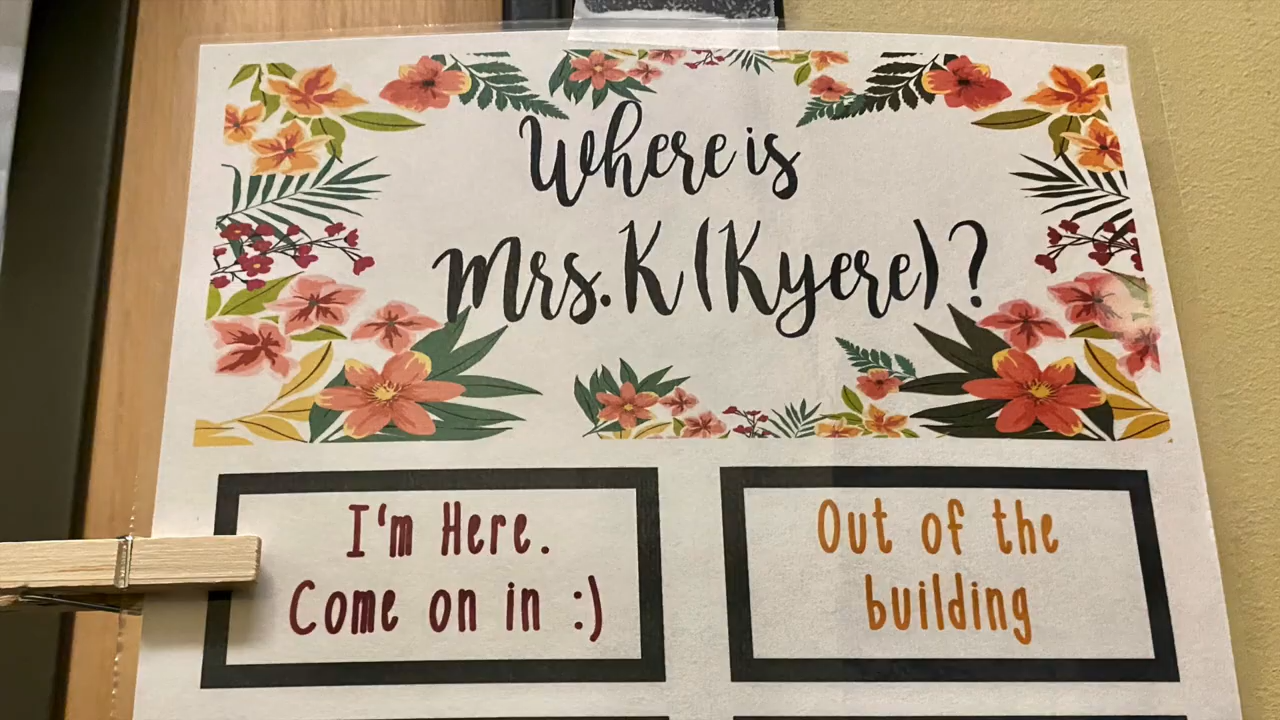 Where is
Mrs. K (Kyere)?
I'm Here.
Come on in :)
Out of the
building